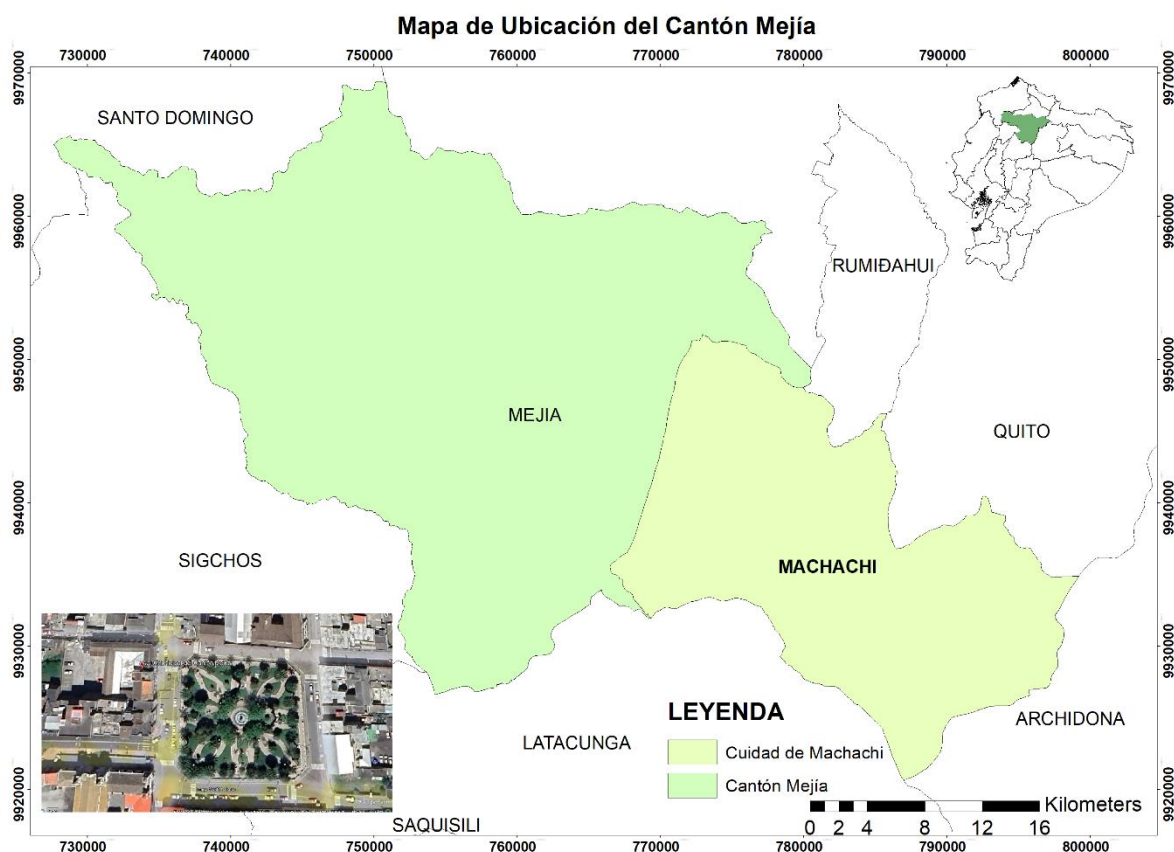 Mapa de Ubicación del Cantón Mejía
730000 740000 750000 760000 770000 780000 790000 800000
9970000 9970000
SANTO DOMINGO
9960000 9960000
RUMIÐAHUI
9950000 9950000
MEJIA
QUITO
9940000 9940000
SIGCHOS
MACHACHI
9930000 9930000
LEYENDA
ARCHIDONA
LATACUNGA
Cuidad de Machachi
Cantón Mejía
9920000 9920000
Kilometers
0 2 4 8 12 16
SAQUISILI
730000 740000 750000 760000 770000 780000 790000 800000